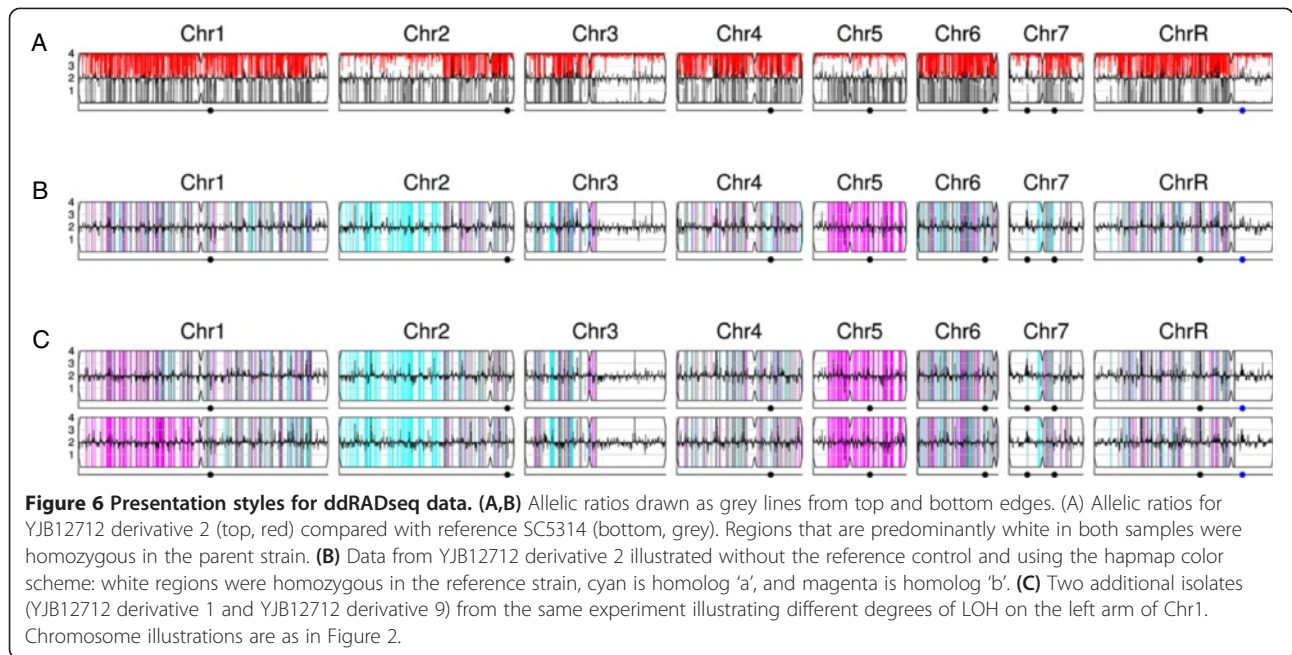 A
Chr1 Chr2 Chr3 Chr4 Chr5 Chr6 Chr7 ChrR
4
3
2
1
B
Chr1 Chr2 Chr3 Chr4 Chr5 Chr6 Chr7 ChrR
4
3
2
1
C
Chr1 Chr2 Chr3 Chr4 Chr5 Chr6 Chr7 ChrR
4
3
2
1
4
3
2
1
Figure 6 Presentation styles for ddRADseq data. (A,B) Allelic ratios drawn as grey lines from top and bottom edges. (A) Allelic ratios for
YJB12712 derivative 2 (top, red) compared with reference SC5314 (bottom, grey). Regions that are predominantly white in both samples were
homozygous in the parent strain. (B) Data from YJB12712 derivative 2 illustrated without the reference control and using the hapmap color
scheme: white regions were homozygous in the reference strain, cyan is homolog ‘a’, and magenta is homolog ‘b’. (C) Two additional isolates
(YJB12712 derivative 1 and YJB12712 derivative 9) from the same experiment illustrating different degrees of LOH on the left arm of Chr1.
Chromosome illustrations are as in Figure 2.